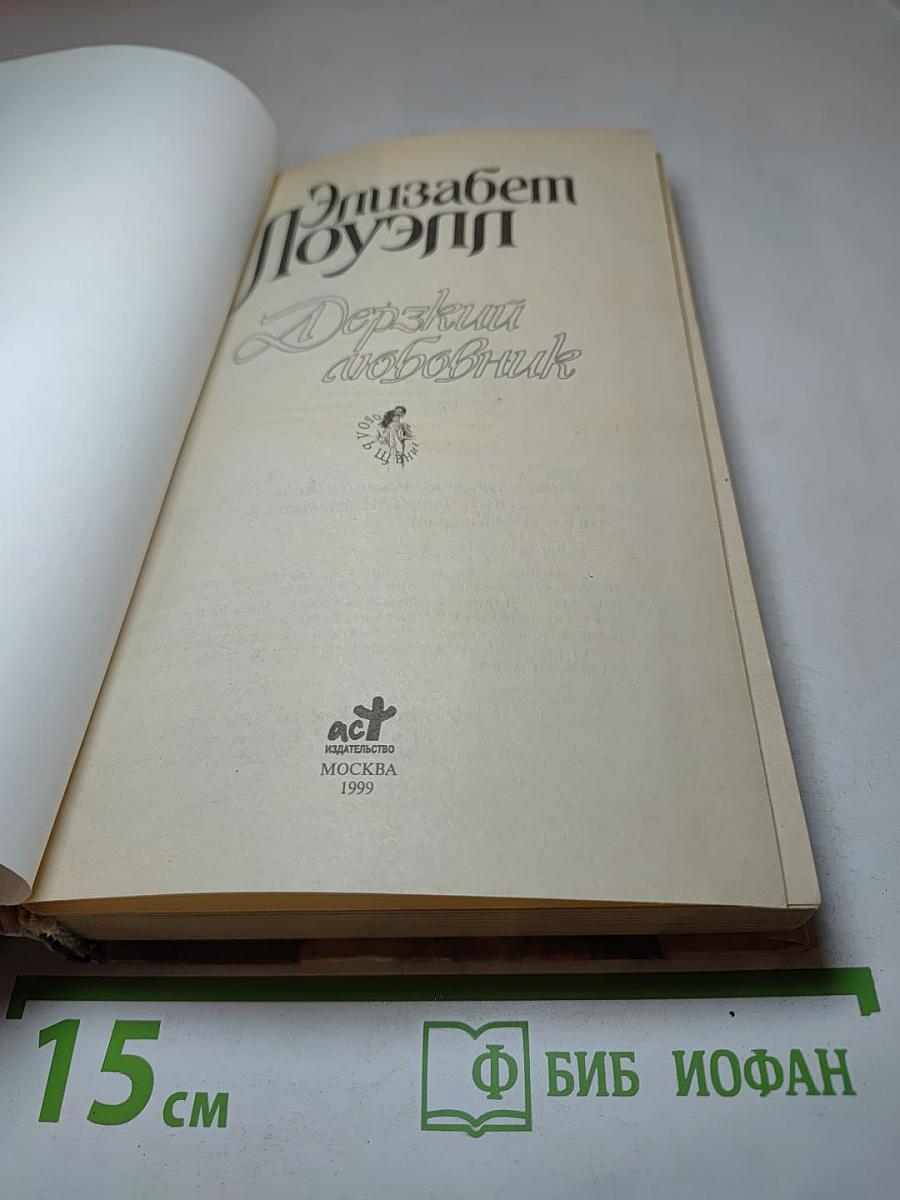 Элизабет
Лоуэлл
Дерзкий
любовник
аст
ИЗДАТЕЛЬСТВО
МОСКВА
1999
15 см
Ф БИБ ИОФАН